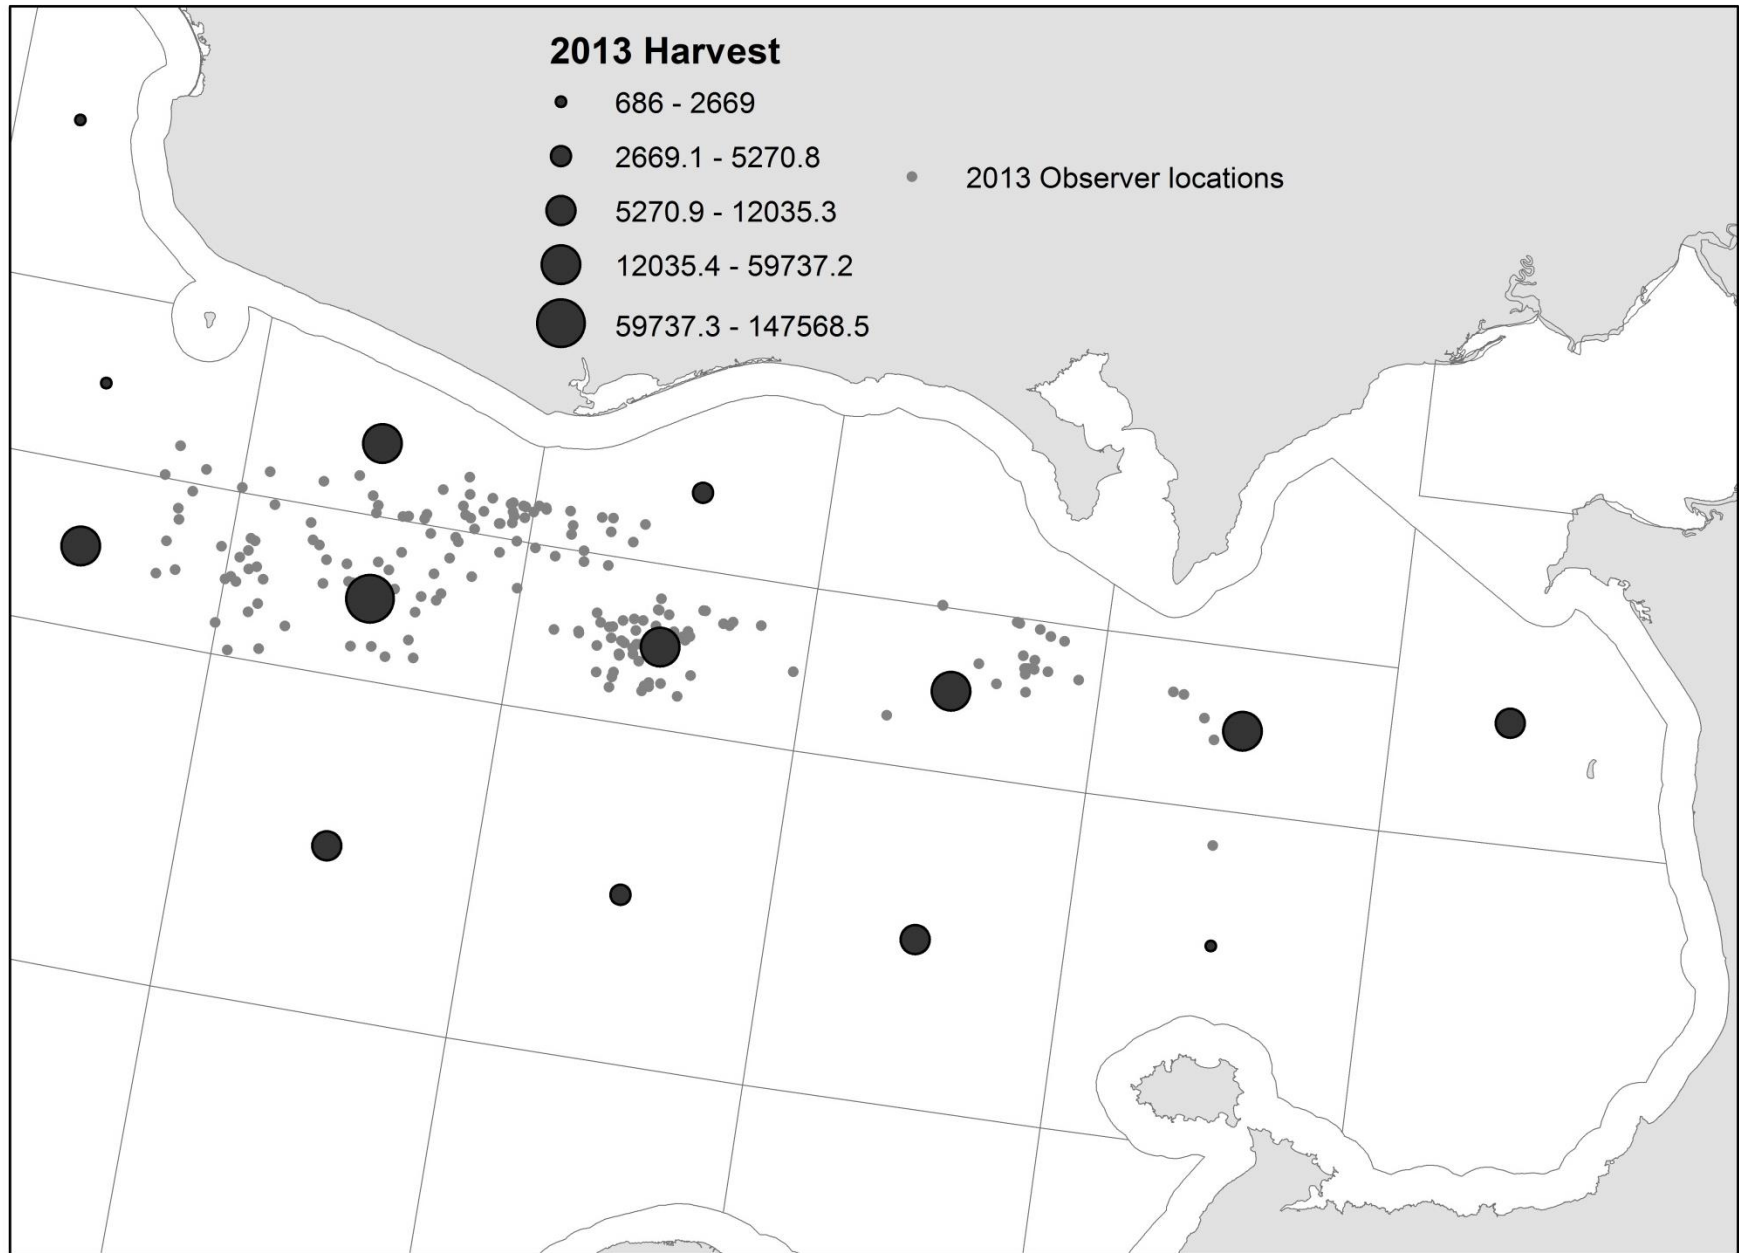 2013 Harvest
686 - 2669
2669.1 - 5270.8
5270.9 - 12035.3
12035.4 - 59737.2
59737.3 - 147568.5
2013 Observer locations